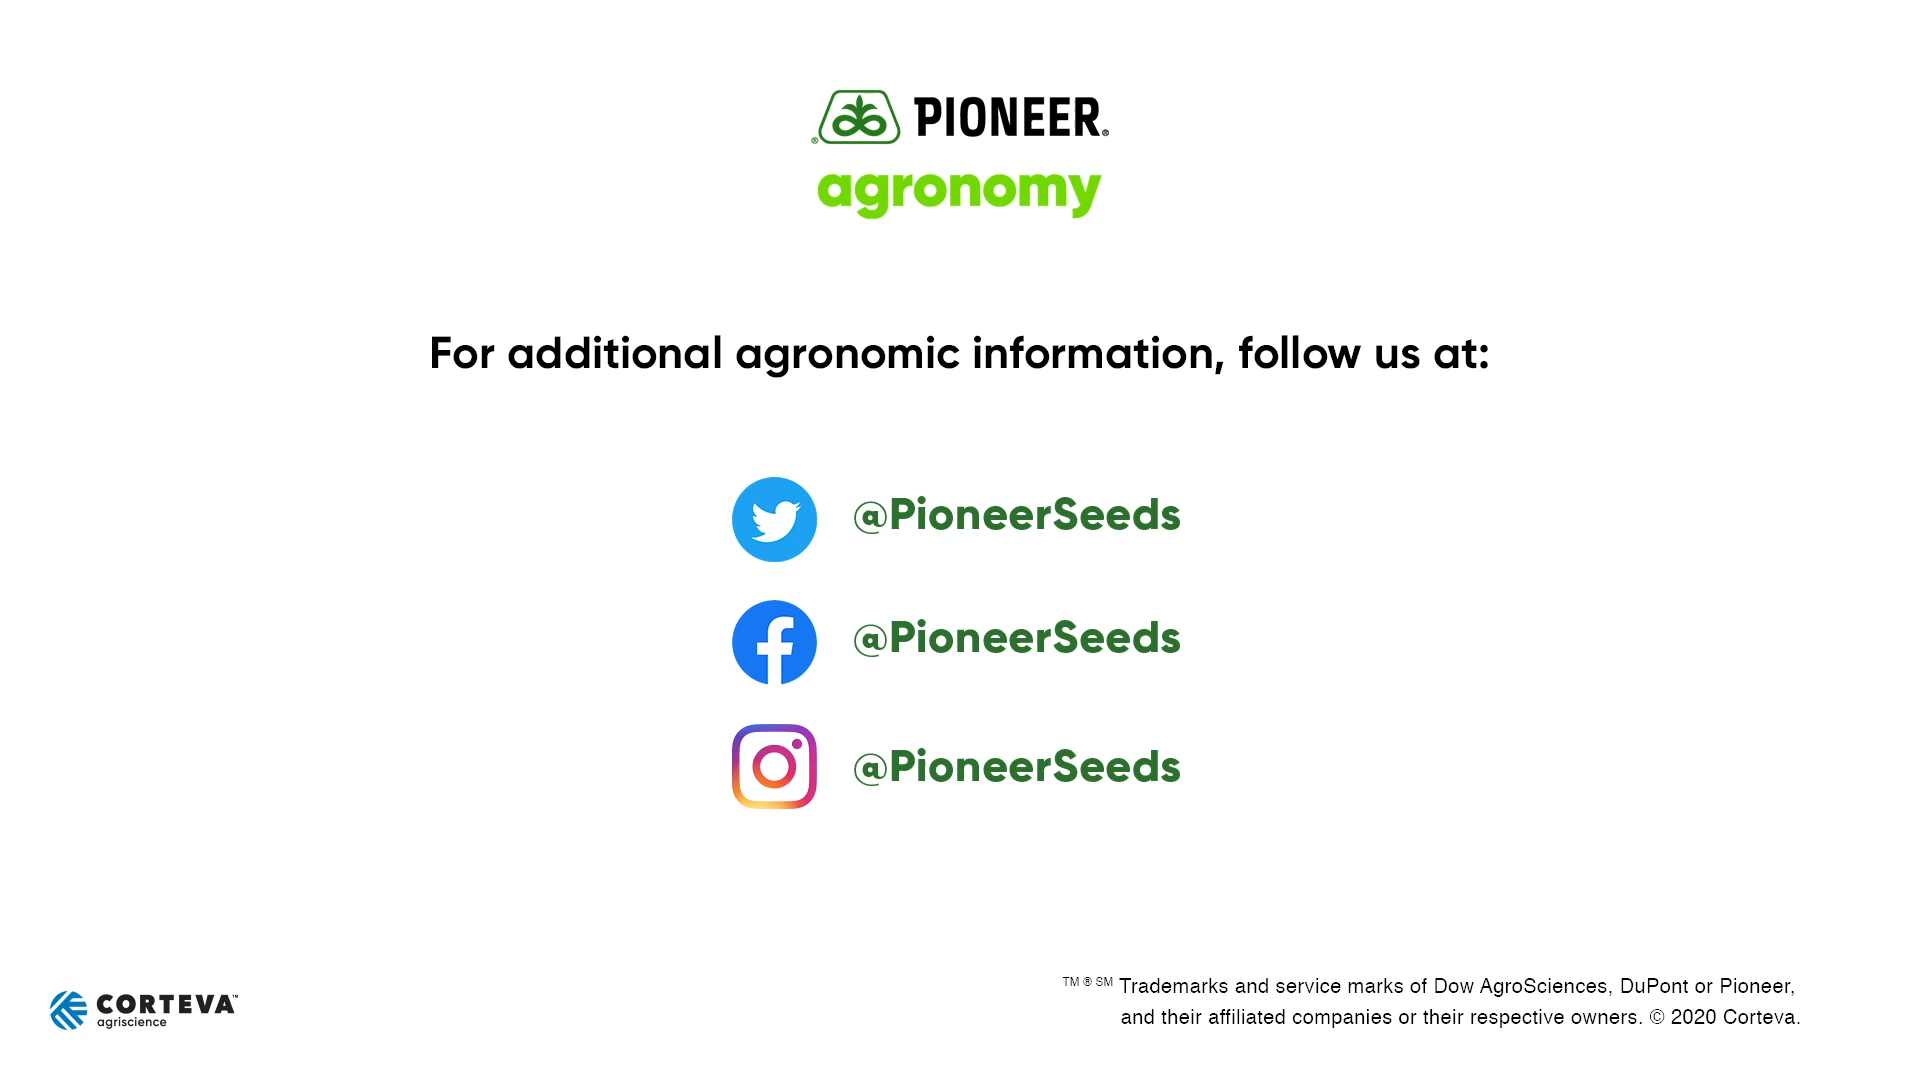 PIONEER®
agronomy
For additional agronomic information, follow us at:
@PioneerSeeds
@PioneerSeeds
@PioneerSeeds
CORTEVA™
agriscience
TM ® SM Trademarks and service marks of Dow AgroSciences, DuPont or Pioneer,
and their affiliated companies or their respective owners. © 2020 Corteva.